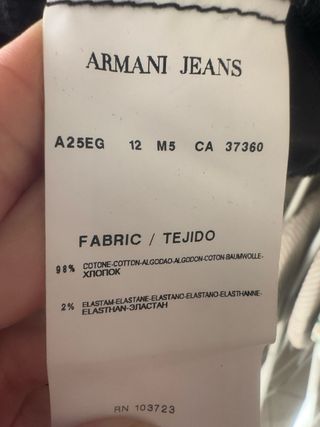 ARMANI JEANS
A25EG 12 M5 CA 37360
FABRIC / TEJIDO
98% COTONE-COTTON-ALGODAO-ALGODON-COTON-BAUMWOLLE-
ХЛОПОК
2% ELASTAM-ELASTANE-ELASTANO-ELASTANO-ELASTHANNE-
ELASTHAN-ЭЛАСТАН
RN 103723